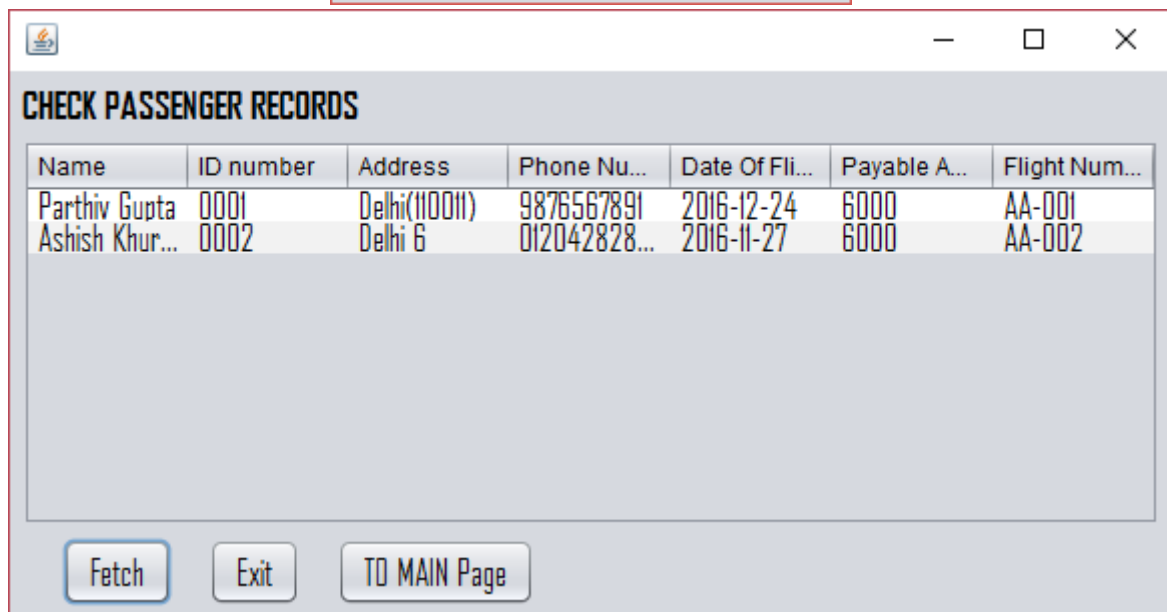 CHECK PASSENGER RECORDS
Name ID number Address Phone Nu... Date Of Fli... Payable A... Flight Num...
Parthiv Gupta 0001 Delhi(110011) 9876567891 2016-12-24 6000 AA-001
Ashish Khur... 0002 Delhi 6 012042828... 2016-11-27 6000 AA-002
Fetch Exit TO MAIN Page